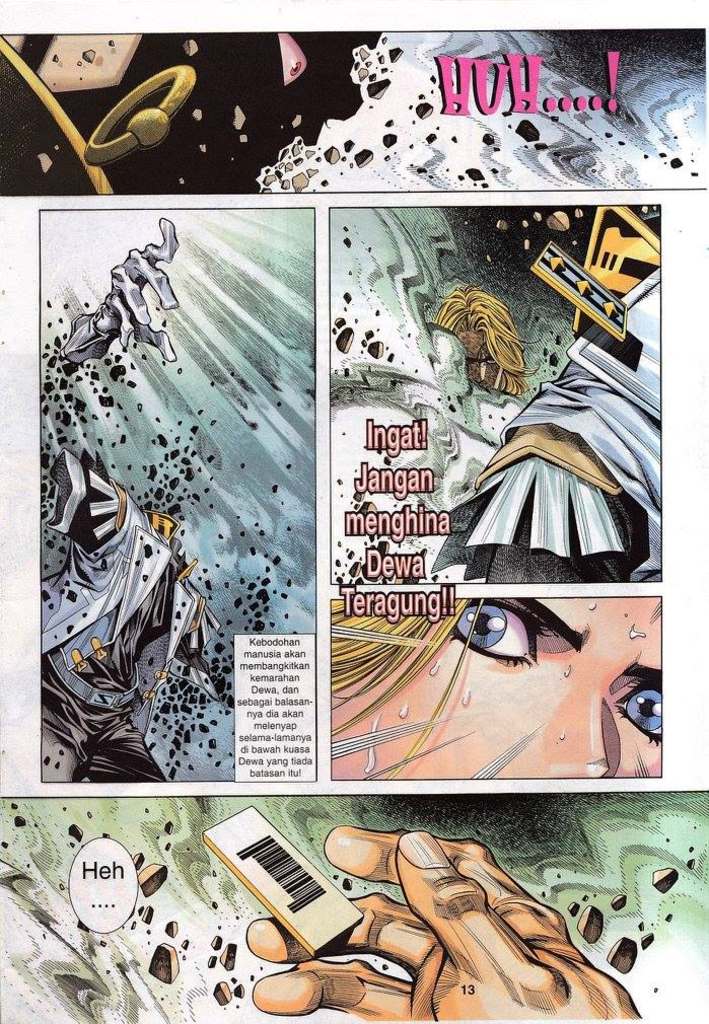 HUH....!
Ingat!
Jangan
menghina
Dewa
Teragung!!
Kebodohan
manusia akan
membangkitkan
kemarahan
Dewa, dan
sebagai balasan-
nya dia akan
melenyap
selama-lamanya
di bawah kuasa
Dewa yang tiada
batasan itu!
Heh
....
13